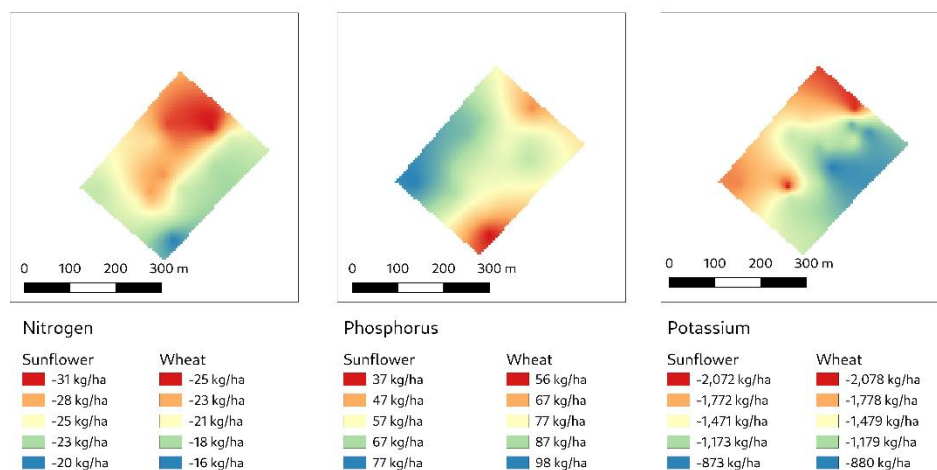 0 100 200 300 m
0 100 200 300 m
0 100 200 300 m
Nitrogen
Sunflower Wheat
-31 kg/ha -25 kg/ha
-28 kg/ha -23 kg/ha
-25 kg/ha -21 kg/ha
-23 kg/ha -18 kg/ha
-20 kg/ha -16 kg/ha
Phosphorus
Sunflower Wheat
37 kg/ha 56 kg/ha
47 kg/ha 67 kg/ha
57 kg/ha 77 kg/ha
67 kg/ha 87 kg/ha
77 kg/ha 98 kg/ha
Potassium
Sunflower Wheat
-2,072 kg/ha -2,078 kg/ha
-1,772 kg/ha -1,778 kg/ha
-1,471 kg/ha -1,479 kg/ha
-1,173 kg/ha -1,179 kg/ha
-873 kg/ha -880 kg/ha